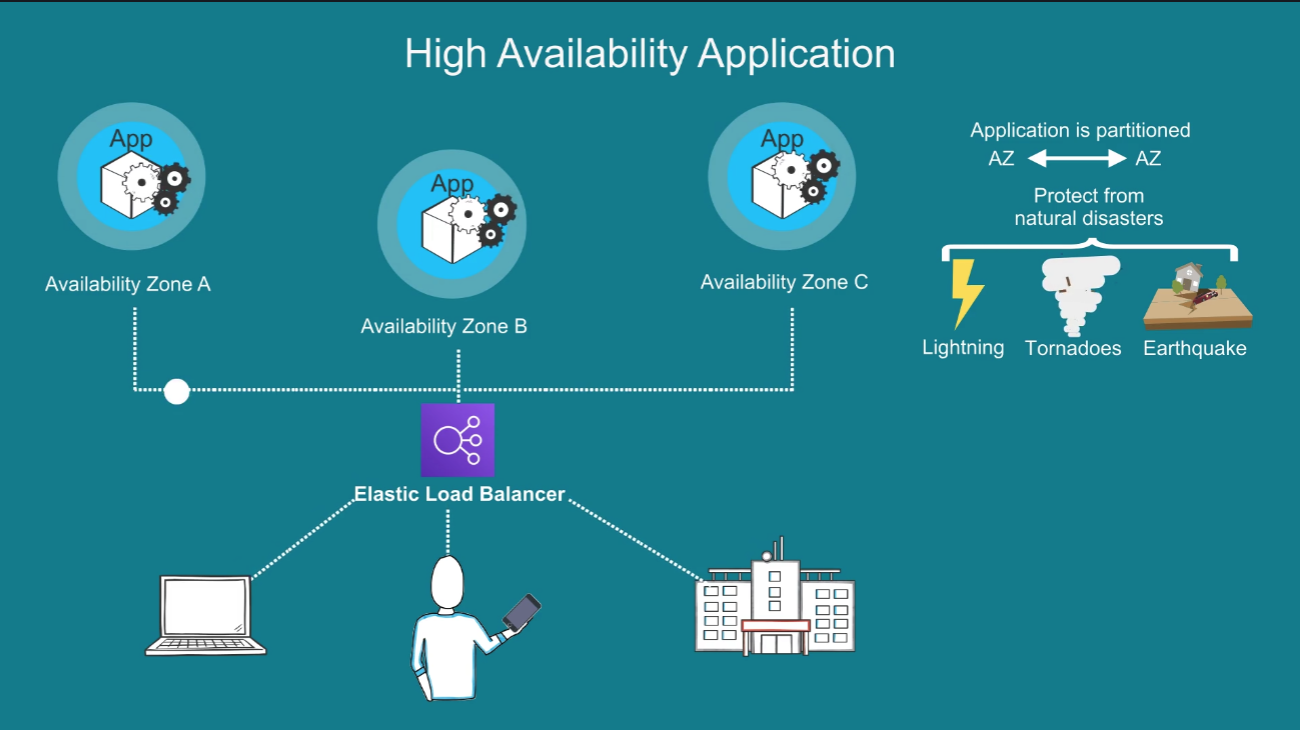 High Availability Application
App
App
App
Availability Zone A
Availability Zone B
Availability Zone C
Application is partitioned
AZ AZ
Protect from
natural disasters
Lightning Tornadoes Earthquake
Elastic Load Balancer